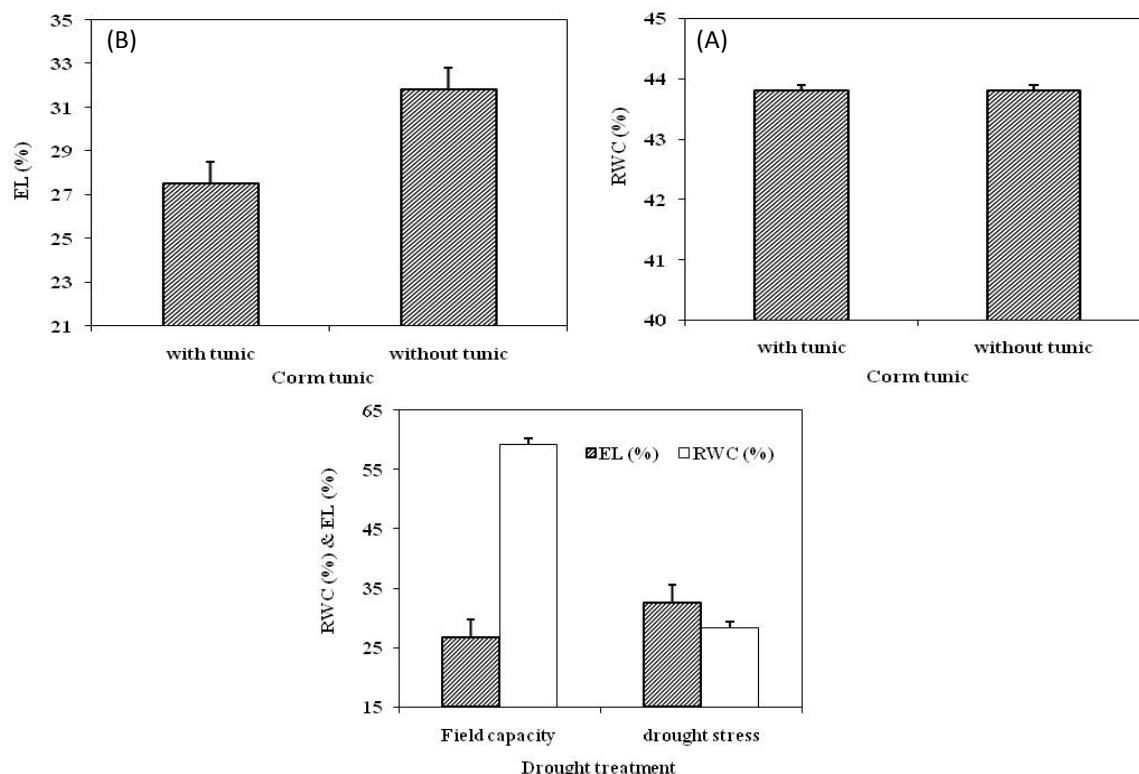 (B)
35
33
31
29
27
25
23
21
EL (%)
with tunic without tunic
Corm tunic
(A)
45
44
43
42
41
40
RWC (%)
with tunic without tunic
Corm tunic
65
55
45
35
25
15
RWC (%) & EL (%)
EL (%) RWC (%)
Field capacity drought stress
Drought treatment